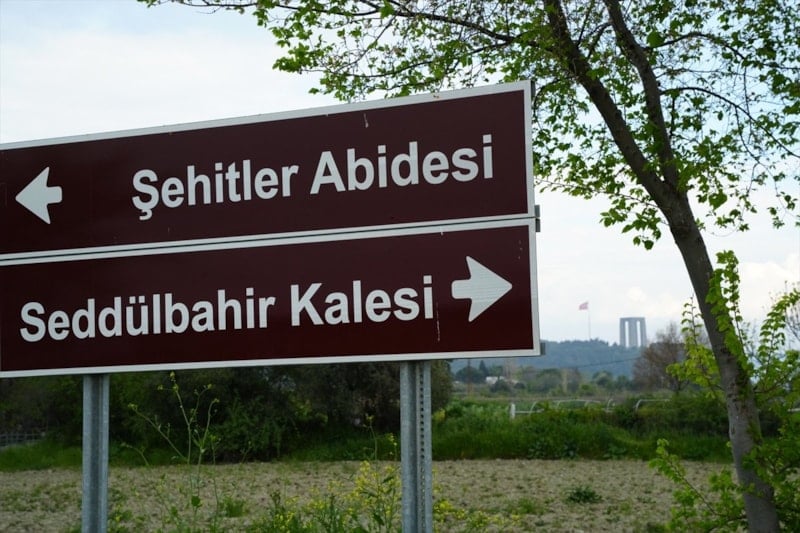 Şehitler Abidesi
Seddülbahir Kalesi